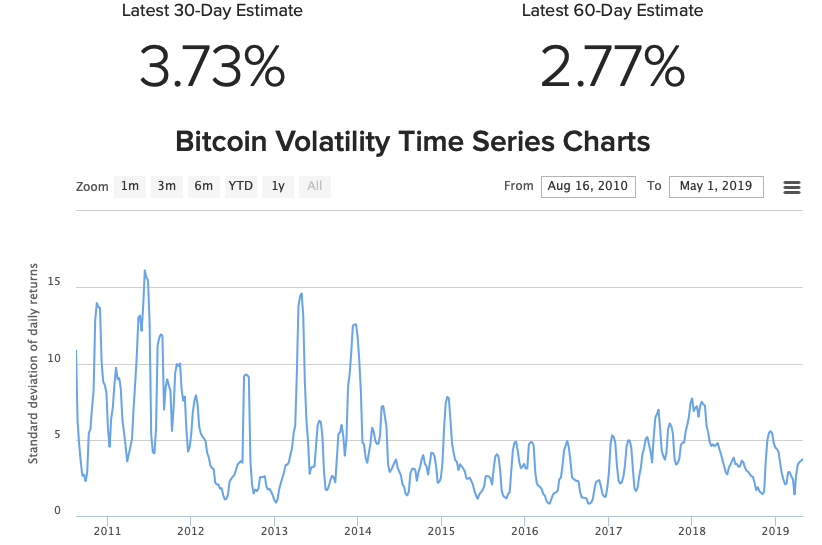 Latest 30-Day Estimate Latest 60-Day Estimate
3.73% 2.77%
Bitcoin Volatility Time Series Charts
Zoom 1m 3m 6m YTD 1y All From Aug 16, 2010 To May 1, 2019
Standard deviation of daily returns
15
10
5
0
2011 2012 2013 2014 2015 2016 2017 2018 2019